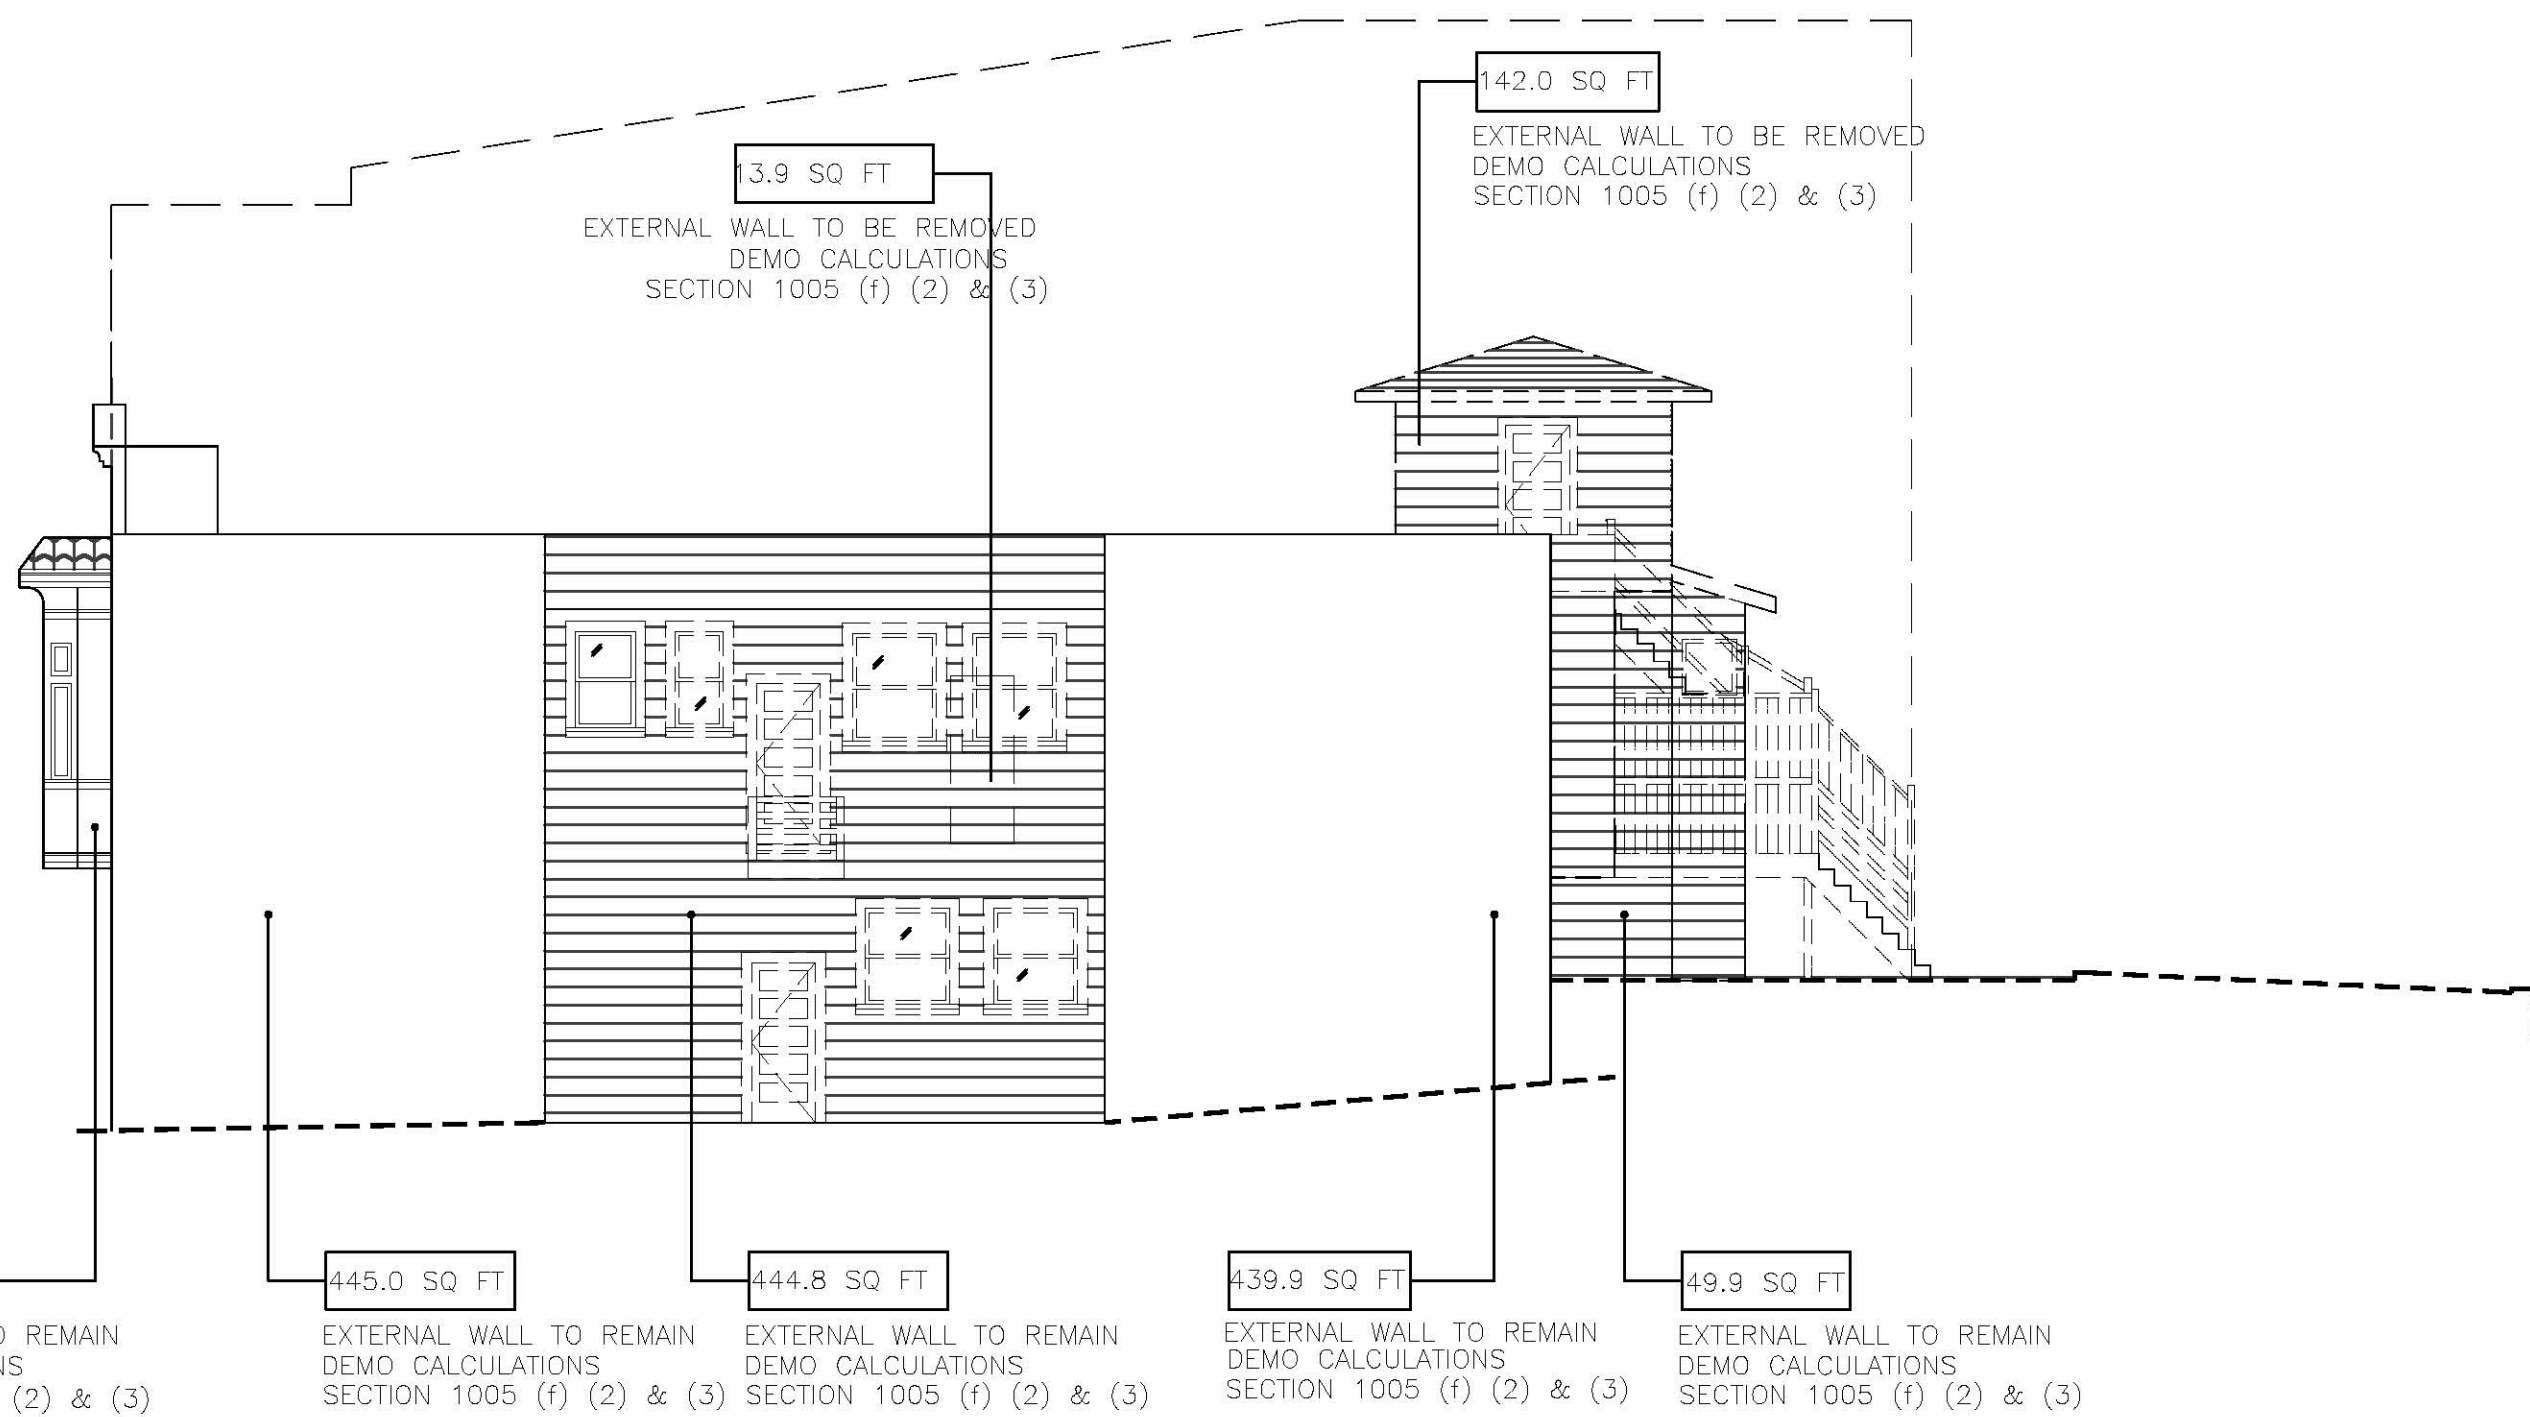 142.0 SQ FT
EXTERNAL WALL TO BE REMOVED
DEMO CALCULATIONS
SECTION 1005 (f) (2) & (3)
13.9 SQ FT
EXTERNAL WALL TO BE REMOVED
DEMO CALCULATIONS
SECTION 1005 (f) (2) & (3)
REMAIN
(2) & (3)
445.0 SQ FT
EXTERNAL WALL TO REMAIN
DEMO CALCULATIONS
SECTION 1005 (f) (2) & (3)
444.8 SQ FT
EXTERNAL WALL TO REMAIN
DEMO CALCULATIONS
SECTION 1005 (f) (2) & (3)
439.9 SQ FT
EXTERNAL WALL TO REMAIN
DEMO CALCULATIONS
SECTION 1005 (f) (2) & (3)
49.9 SQ FT
EXTERNAL WALL TO REMAIN
DEMO CALCULATIONS
SECTION 1005 (f) (2) & (3)